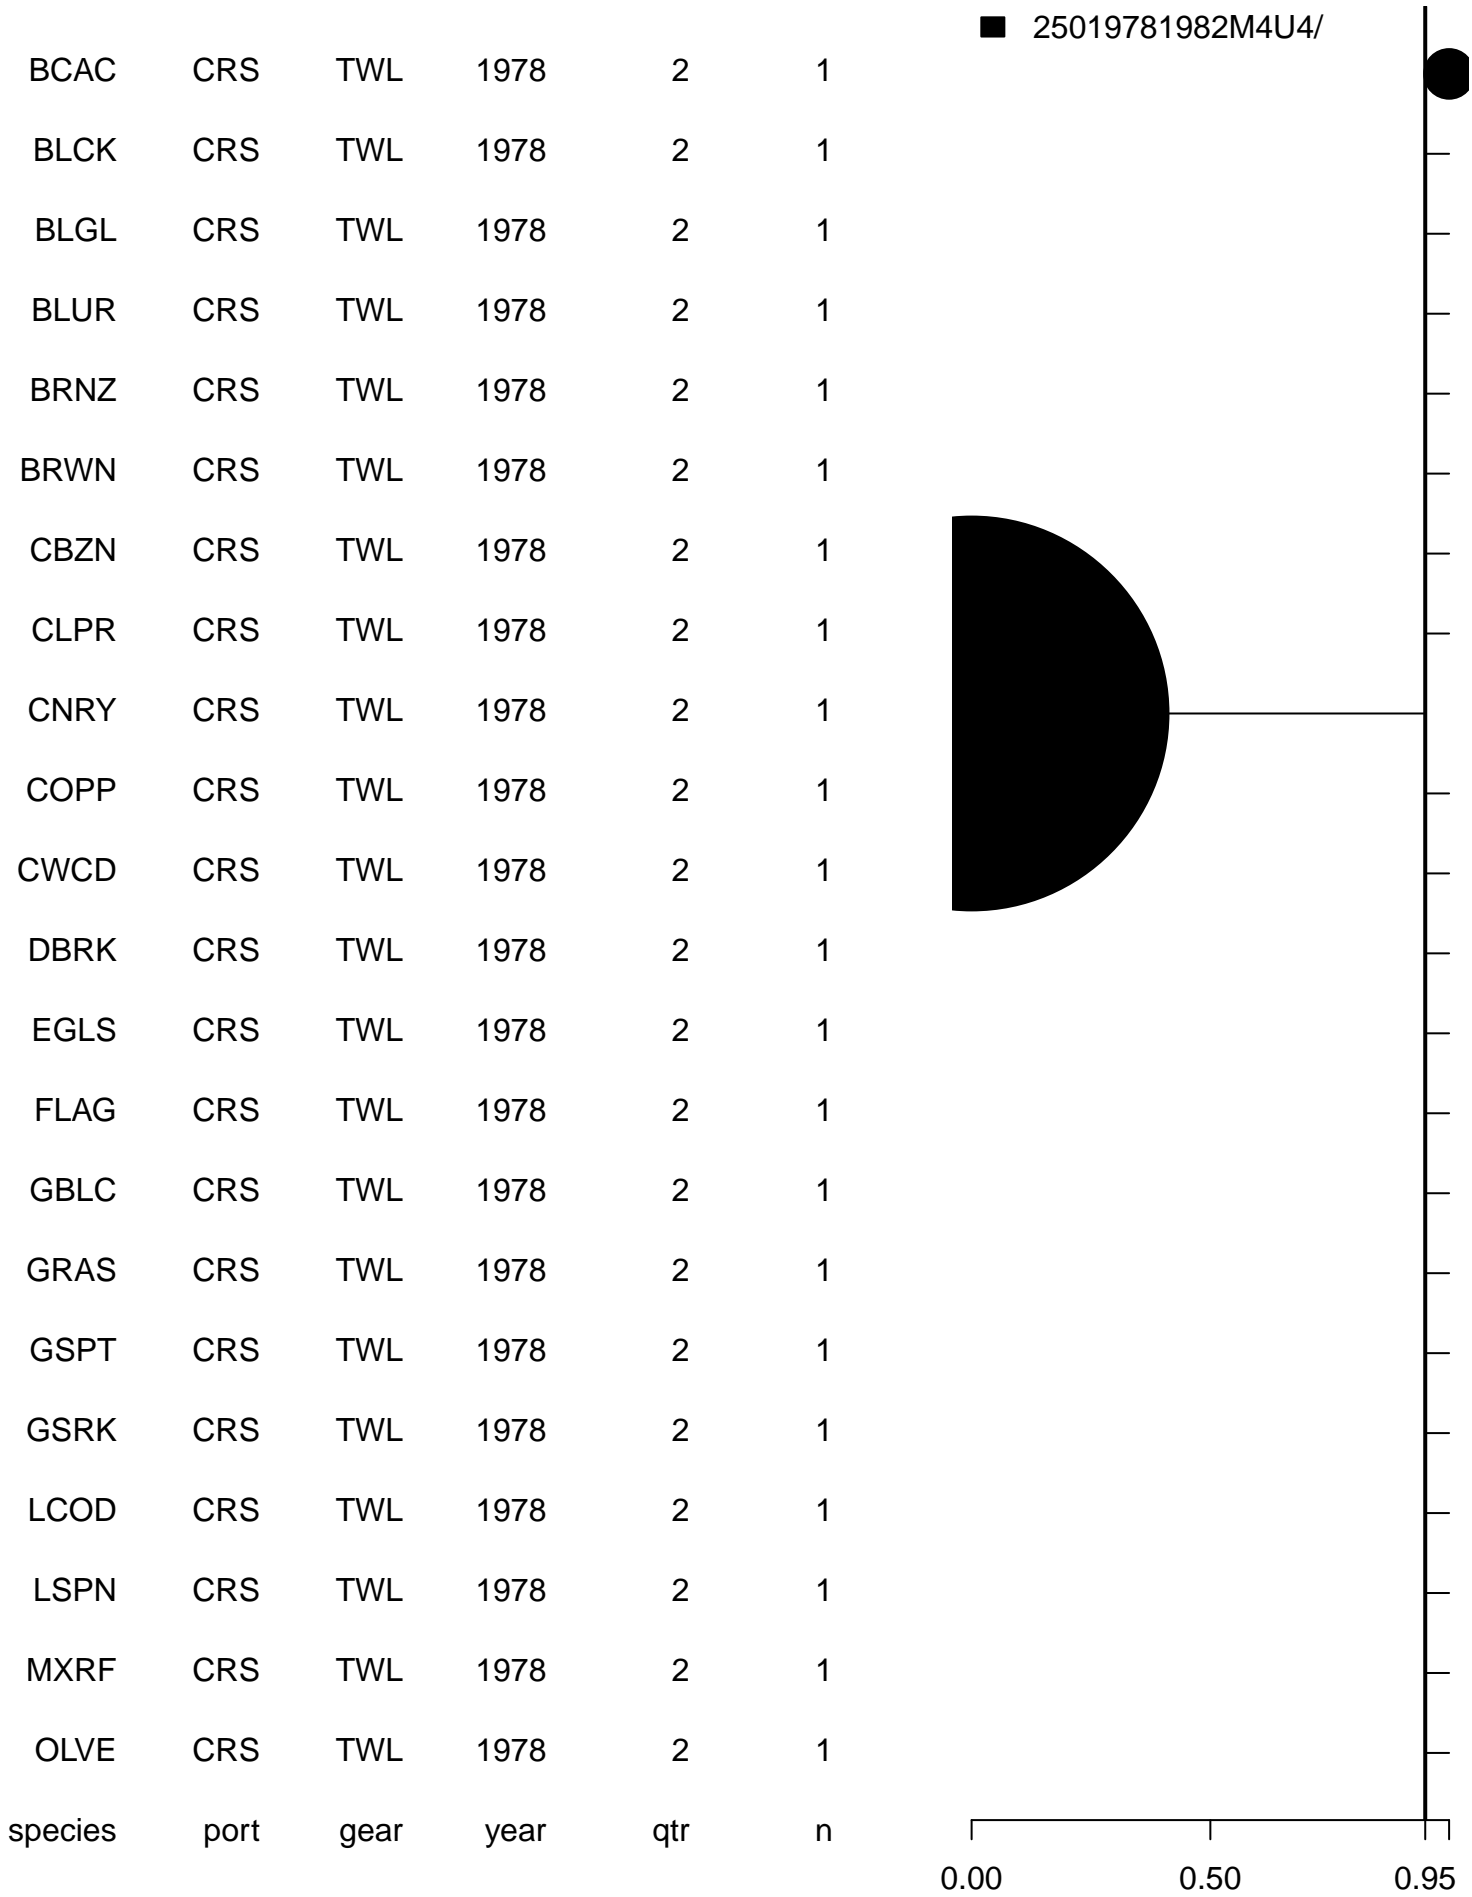 25019781982M4U4/
BCAC CRS TWL 1978 2 1
BLCK CRS TWL 1978 2 1
BLGL CRS TWL 1978 2 1
BLUR CRS TWL 1978 2 1
BRNZ CRS TWL 1978 2 1
BRWN CRS TWL 1978 2 1
CBZN CRS TWL 1978 2 1
CLPR CRS TWL 1978 2 1
CNRY CRS TWL 1978 2 1
COPP CRS TWL 1978 2 1
CWCD CRS TWL 1978 2 1
DBRK CRS TWL 1978 2 1
EGLS CRS TWL 1978 2 1
FLAG CRS TWL 1978 2 1
GBLC CRS TWL 1978 2 1
GRAS CRS TWL 1978 2 1
GSPT CRS TWL 1978 2 1
GSRK CRS TWL 1978 2 1
LCOD CRS TWL 1978 2 1
LSPN CRS TWL 1978 2 1
MXRF CRS TWL 1978 2 1
OLVE CRS TWL 1978 2 1
species port gear year qtr n
0.00 0.50 0.95